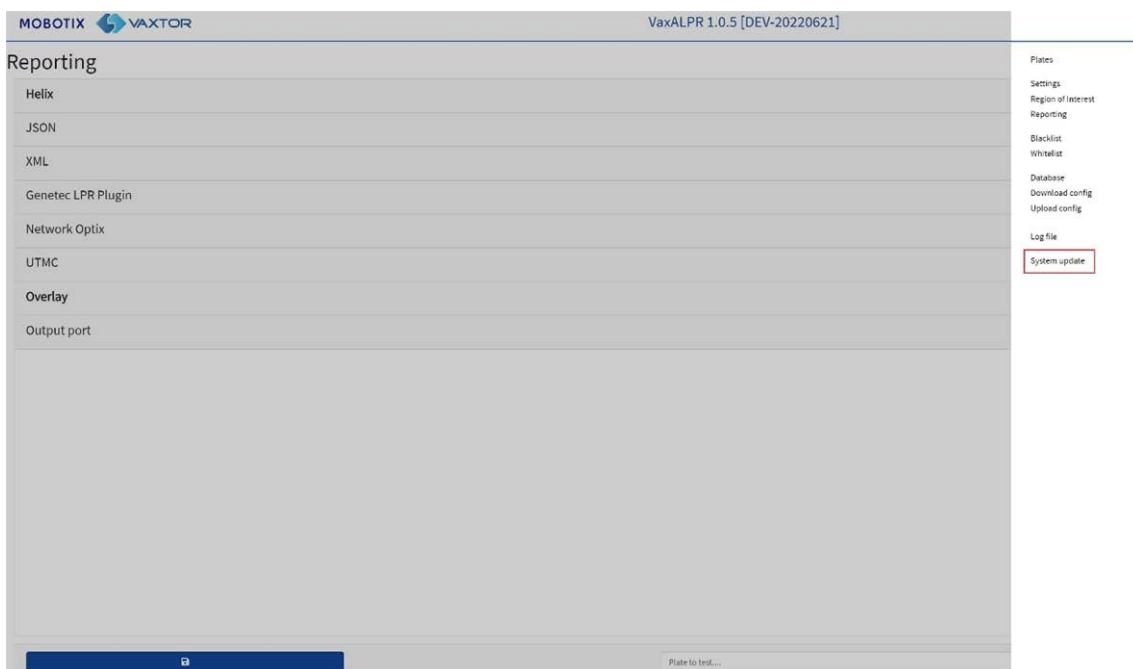 MOBOTIX VAXTOR
VaxALPR 1.0.5 [DEV-20220621]
Reporting
Helix
JSON
XML
Genetec LPR Plugin
Network Optix
UTMC
Overlay
Output port
Plate to test....
Plates
Settings
Region of Interest
Reporting
Blacklist
Whitelist
Database
Download config
Upload config
Log file
System update